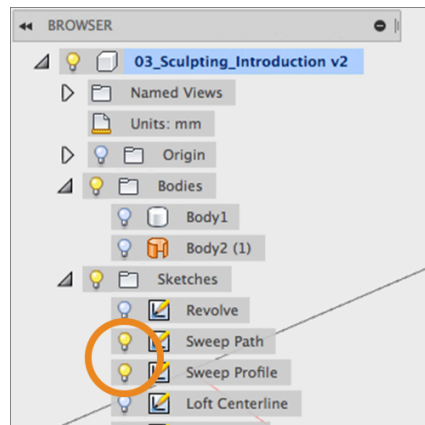 BROWSER
03_Sculpting_Introduction v2
Named Views
Units: mm
Origin
Bodies
Body1
Body2 (1)
Sketches
Revolve
Sweep Path
Sweep Profile
Loft Centerline